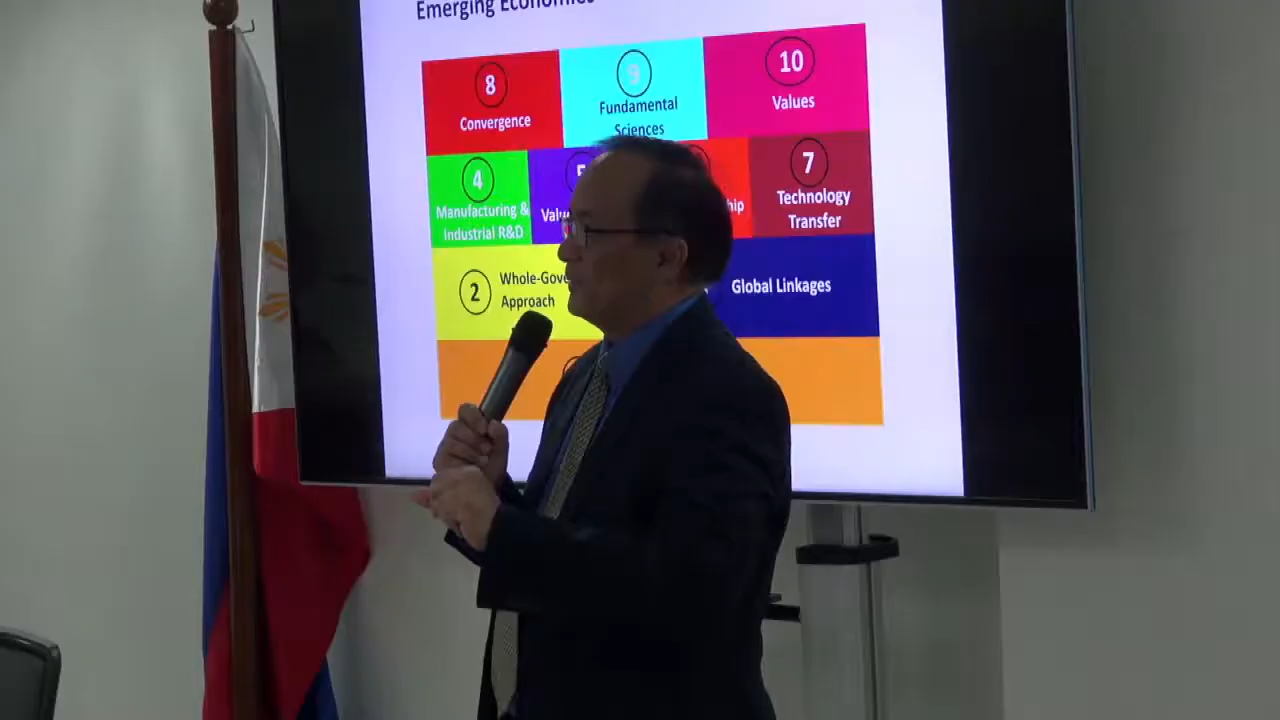 Emerging Economies
8
Convergence
9
Fundamental
Sciences
10
Values
4
Manufacturing &
Industrial R&D
5
7
Technology
Transfer
2
Approach
Global Linkages